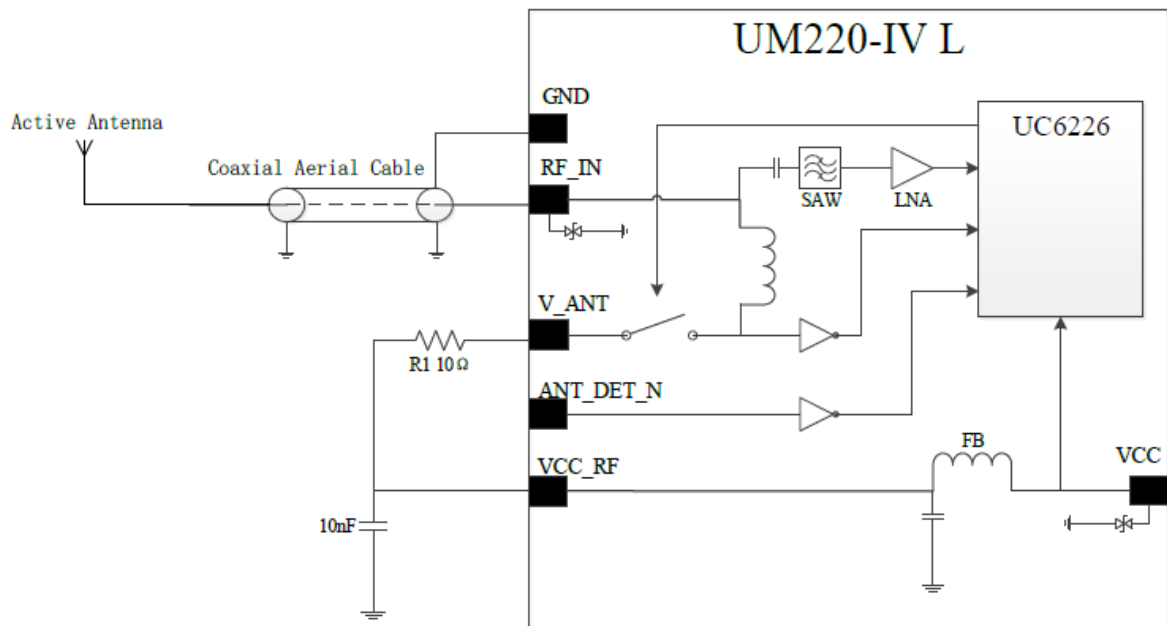 UM220-IV L
GND
UC6226
Active Antenna
Coaxial Aerial Cable
RF_IN
SAW
LNA
V_ANT
R1 10Ω
ANT_DET_N
FB
VCC_RF
VCC
10nF